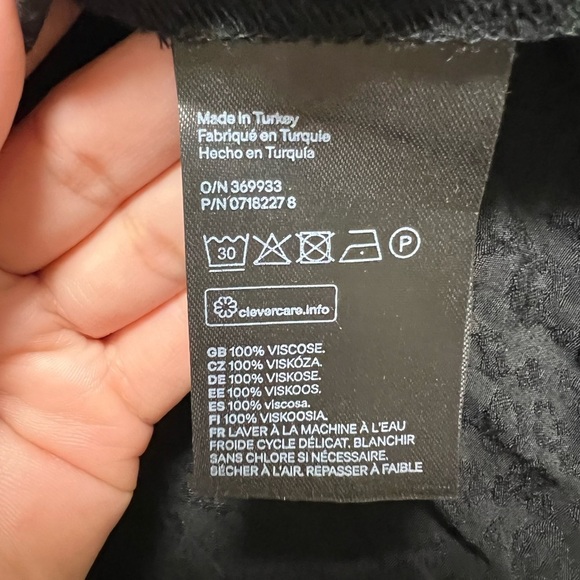 Made in Turkey
Fabriqué en Turquie
Hecho en Turquía
O/N 369933
P/N 0718227 8
30
P
clevercare.info
GB 100% VISCOSE.
CZ 100% VISKÓZA.
DE 100% VISKOSE.
EE 100% VISKOOS.
ES 100% viscosa.
FI 100% VISKOOSIA.
FR LAVER À LA MACHINE À L'EAU
FROIDE CYCLE DÉLICAT. BLANCHIR
SANS CHLORE SI NÉCESSAIRE.
SÉCHER À L'AIR. REPASSER À FAIBLE